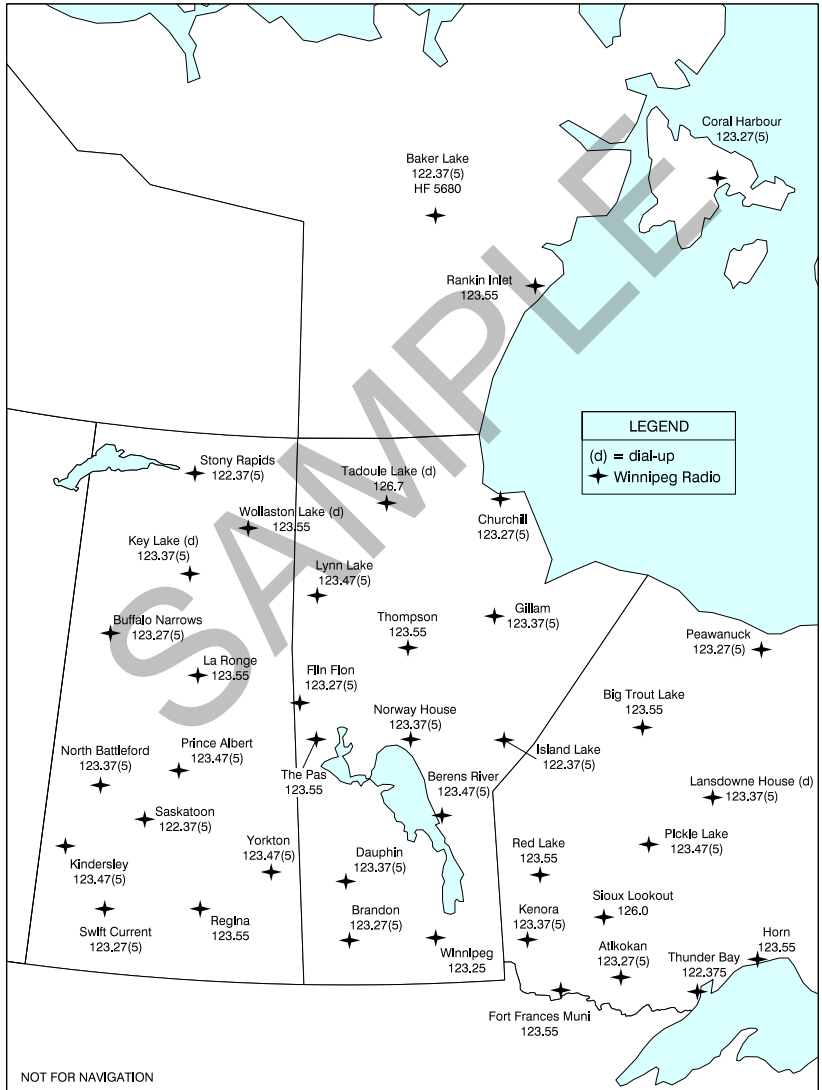 Coral Harbour
123.27(5)
Baker Lake
122.37(5)
HF 5680
Rankin Inlet
123.55
SAMPLE
LEGEND
(d) = dial-up
Winnipeg Radio
Stony Rapids
122.37(5)
Tadoule Lake (d)
126.7
Wollaston Lake (d)
123.55
Churchill
123.27(5)
Key Lake (d)
123.37(5)
Lynn Lake
123.47(5)
Gillam
123.37(5)
Buffalo Narrows
123.27(5)
Thompson
123.55
Peawanuck
123.27(5)
La Ronge
123.55
Flin Flon
123.27(5)
Big Trout Lake
123.55
Norway House
123.37(5)
Island Lake
122.37(5)
North Battleford
123.37(5)
Prince Albert
123.47(5)
The Pas
123.55
Berens River
123.47(5)
Lansdowne House (d)
123.37(5)
Saskatoon
122.37(5)
Pickle Lake
123.47(5)
Yorkton
123.47(5)
Dauphin
123.37(5)
Red Lake
123.55
Kindersley
123.47(5)
Sioux Lookout
126.0
Swift Current
123.27(5)
Regina
123.55
Brandon
123.27(5)
Winnipeg
123.25
Kenora
123.37(5)
Atikokan
123.27(5)
Thunder Bay
122.375
Horn
123.55
Fort Frances Muni
123.55
NOT FOR NAVIGATION